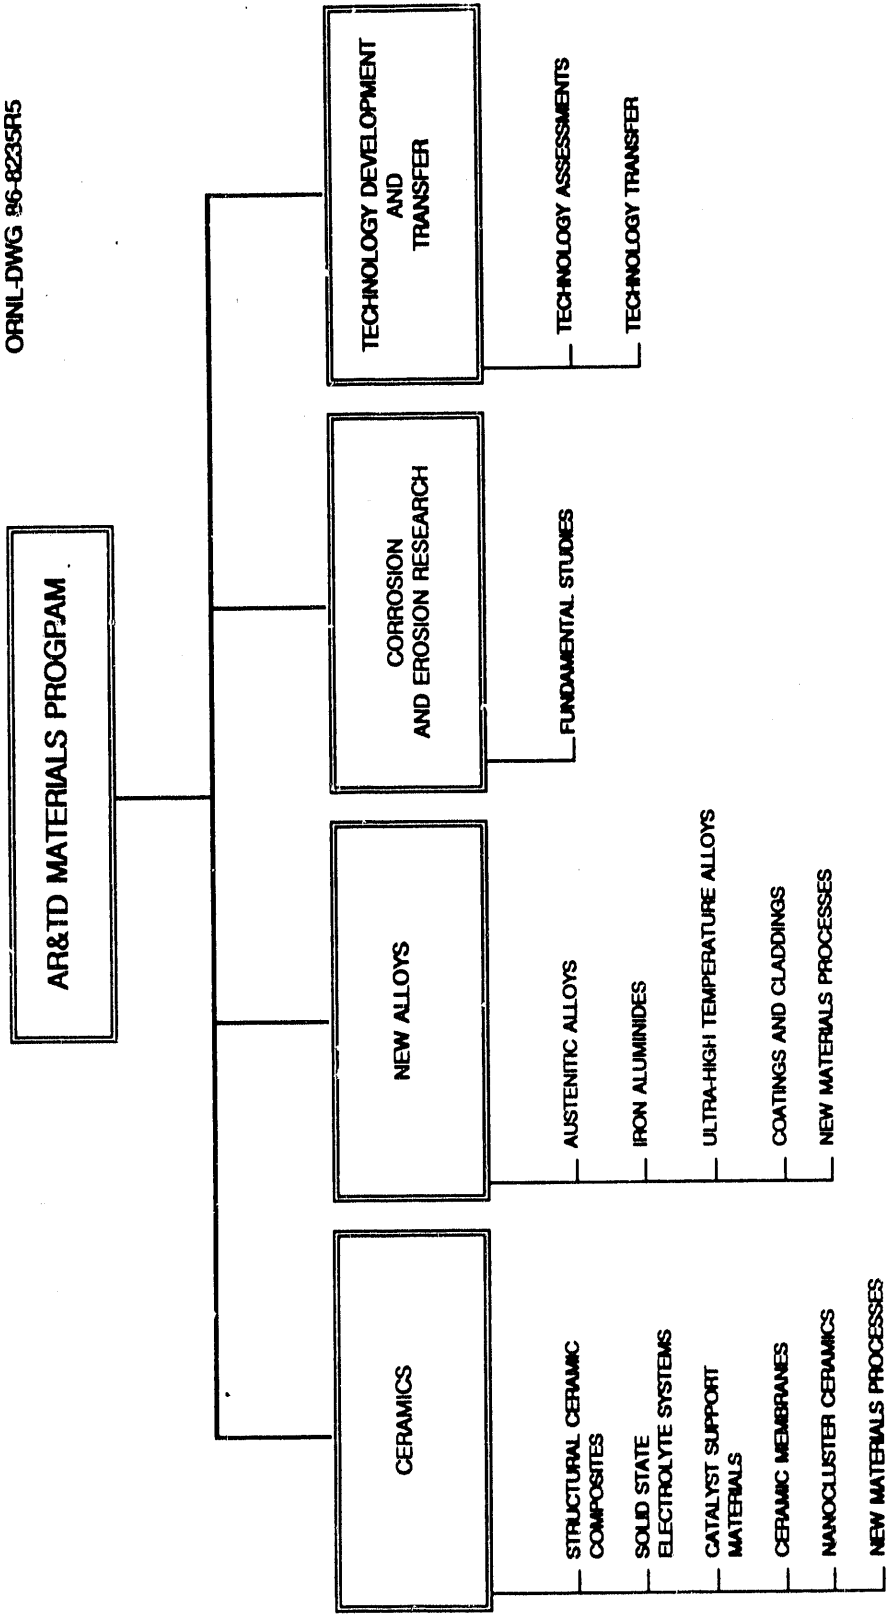 ORNL-DWG 86-8235R5
AR&TD MATERIALS PROGPAM
CERAMICS
STRUCTURAL CERAMIC
COMPOSITES
SOLID STATE
ELECTROLYTE SYSTEMS
CATALYST SUPPORT
MATERIALS
CERAMIC MEMBRANES
NANOCLUSTER CERAMICS
NEW MATERIALS PROCESSES
NEW ALLOYS
AUSTENITIC ALLOYS
IRON ALUMINIDES
ULTRA-HIGH TEMPERATURE ALLOYS
COATINGS AND CLADDINGS
NEW MATERIALS PROCESSES
CORROSION
AND EROSION RESEARCH
FUNDAMENTAL STUDIES
TECHNOLOGY DEVELOPMENT
AND
TRANSFER
TECHNOLOGY ASSESSMENTS
TECHNOLOGY TRANSFER